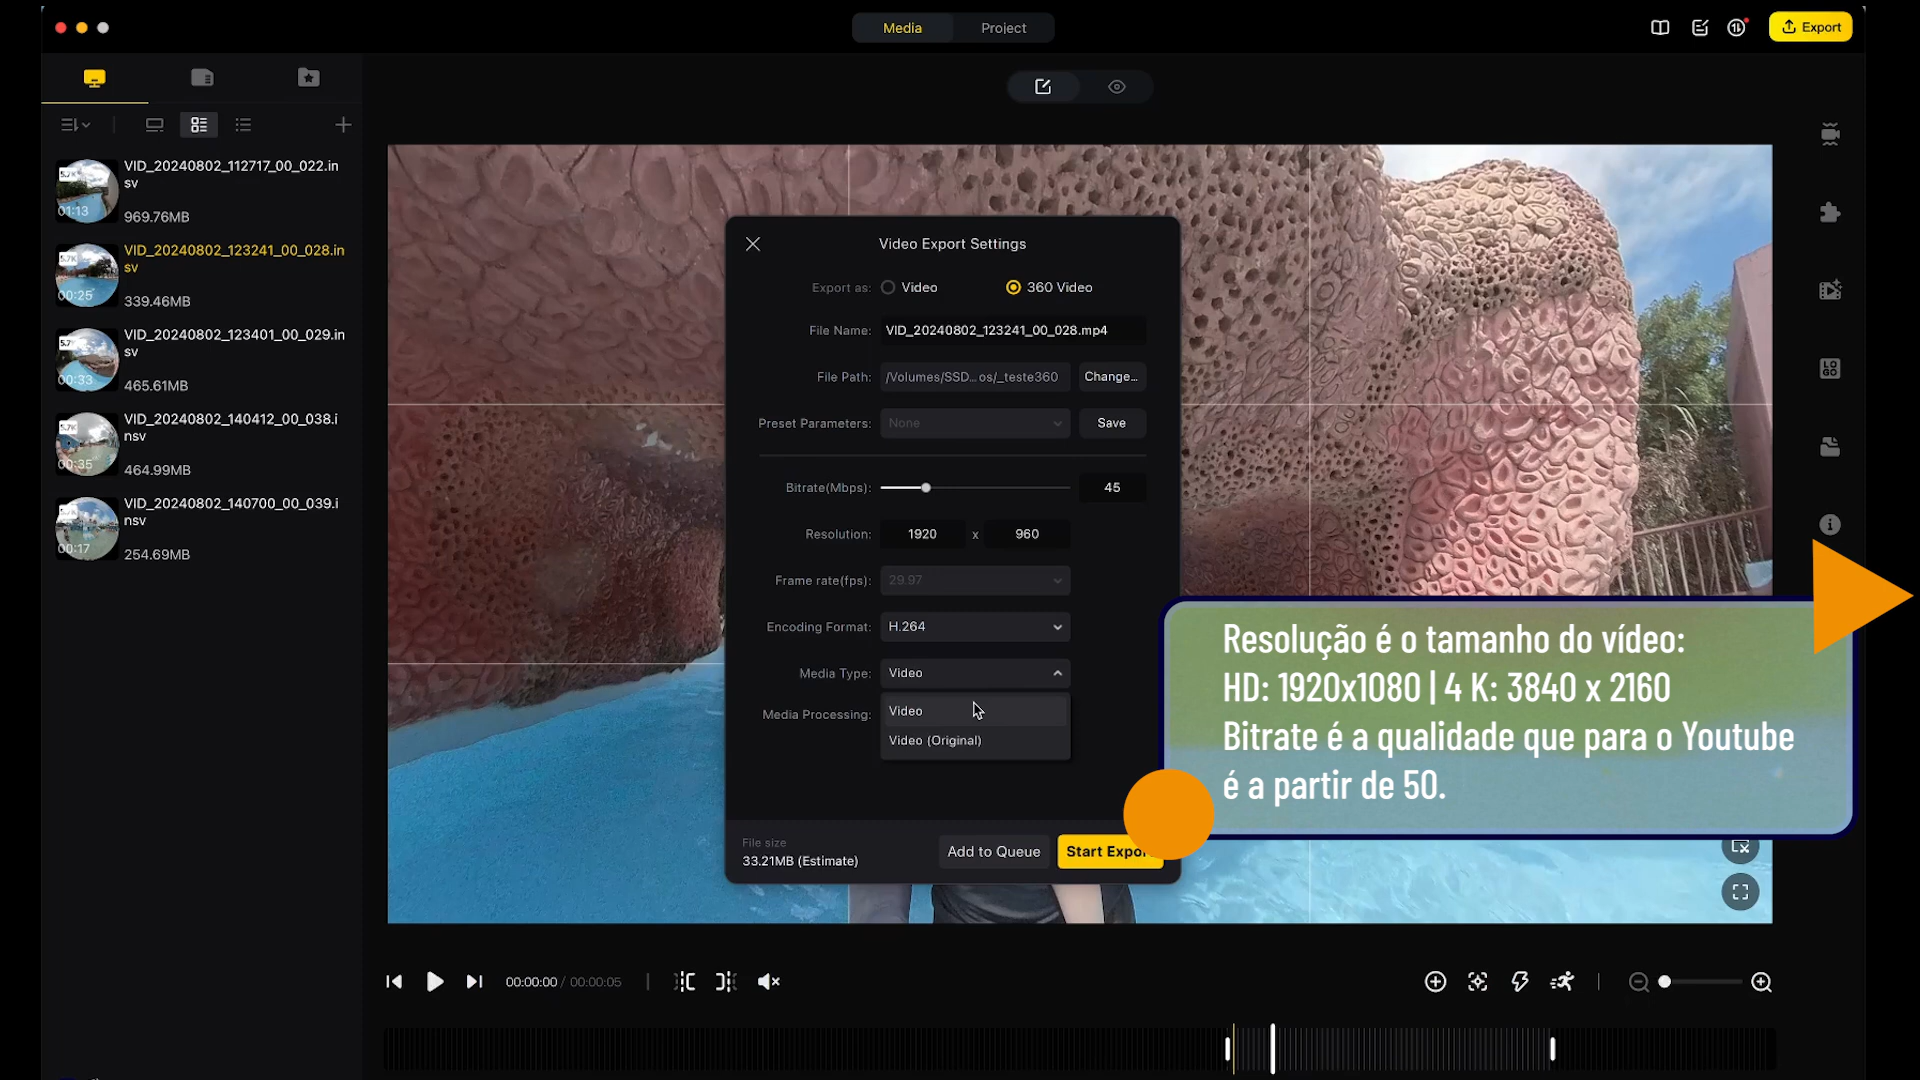 Media
Project
Export
VID_20240802_112717_00_022.in
sv
01:13
969.76MB
VID_20240802_123241_00_028.in
sv
00:25
339.46MB
VID_20240802_123401_00_029.in
sv
00:33
465.61MB
VID_20240802_140412_00_038.i
nsv
00:35
464.99MB
VID_20240802_140700_00_039.i
nsv
00:17
254.69MB
Video Export Settings
Export as: Video 360 Video
File Name: VID_20240802_123241_00_028.mp4
File Path: /Volumes/SSD...os/_teste360 Change...
Preset Parameters: None Save
Bitrate(Mbps): 45
Resolution: 1920 x 960
Frame rate(fps): 29.97
Encoding Format: H.264
Media Type: Video
Media Processing: Video
Video (Original)
File size
33.21MB (Estimate)
Add to Queue
Start Expor
Resolução é o tamanho do vídeo:
HD: 1920x1080 | 4 K: 3840 x 2160
Bitrate é a qualidade que para o Youtube
é a partir de 50.
LO
GO
00:00:00 / 00:00:05